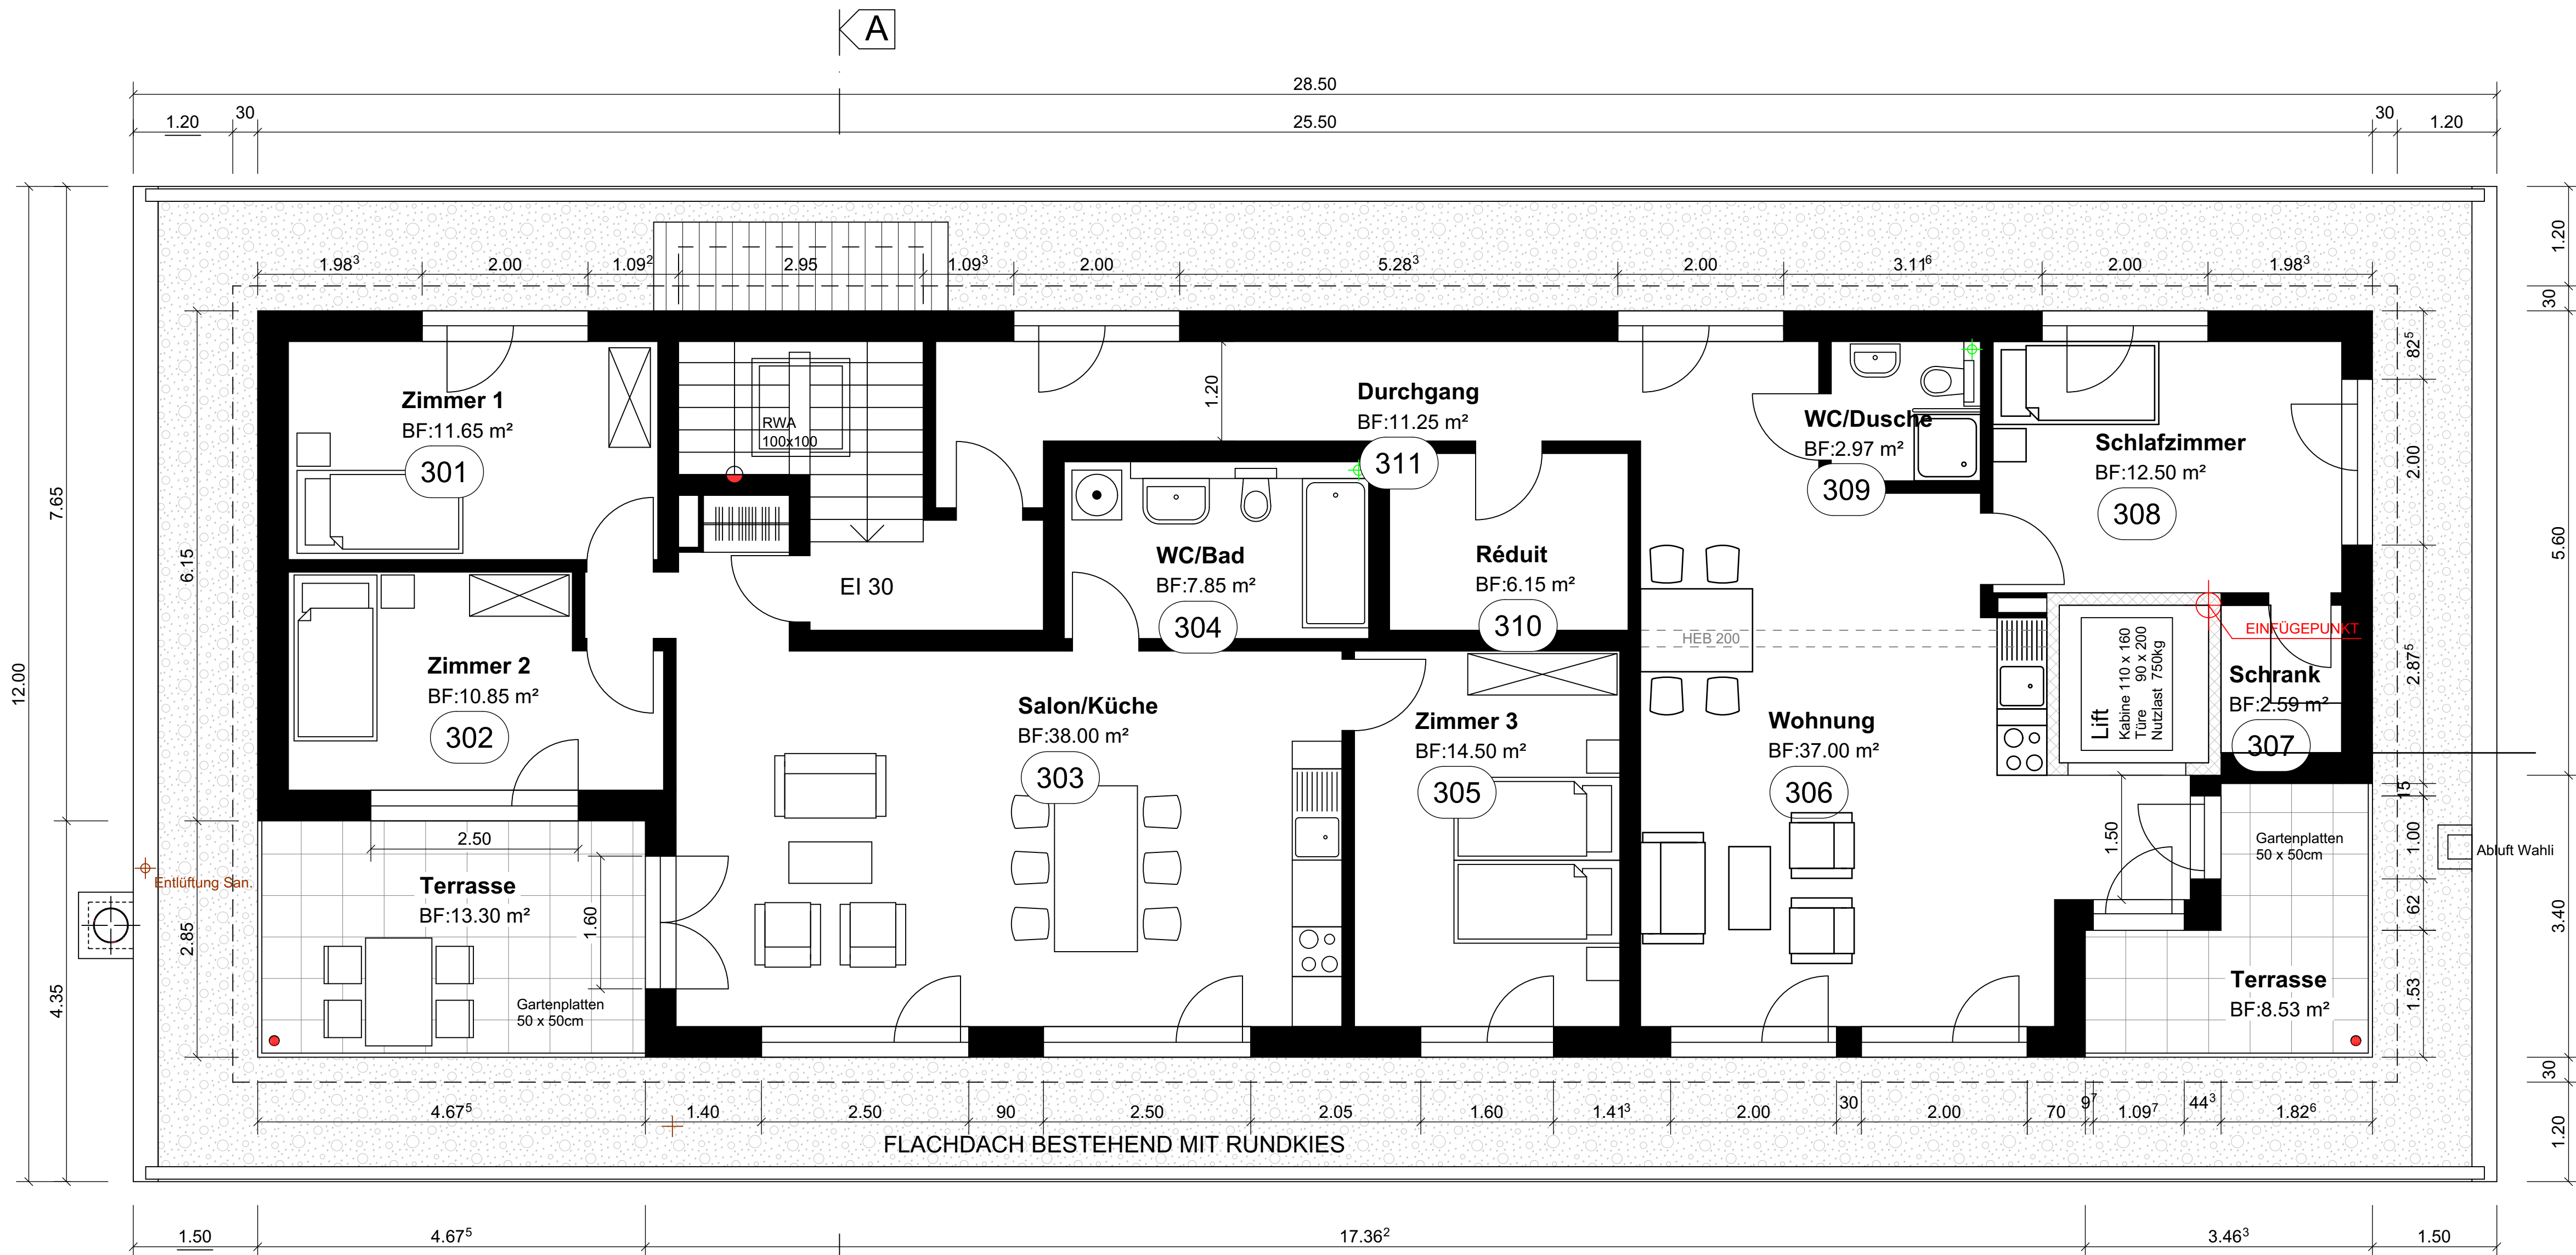 A
28.50
1.20
30
25.50
30
1.20
1.98³
2.00
1.09²
2.95
1.09³
2.00
5.28³
2.00
3.11⁶
2.00
1.98³
12.00
7.65
4.35
6.15
2.85
1.20
30
5.60
3.40
30
1.20
82⁵
2.00
2.87⁵
15
1.00
62
1.53
Zimmer 1
BF:11.65 m²
301
RWA
100x100
1.20
Durchgang
BF:11.25 m²
311
WC/Dusche
BF:2.97 m²
309
Schlafzimmer
BF:12.50 m²
308
EI 30
WC/Bad
BF:7.85 m²
304
Réduit
BF:6.15 m²
310
HEB 200
EINFÜGEPUNKT
Lift
Kabine 110 x 160
Türe 90 x 200
Nutzlast 750kg
Schrank
BF:2.59 m²
307
Zimmer 2
BF:10.85 m²
302
Salon/Küche
BF:38.00 m²
303
Zimmer 3
BF:14.50 m²
305
Wohnung
BF:37.00 m²
306
2.50
1.60
1.50
Entlüftung San.
Terrasse
BF:13.30 m²
Gartenplatten
50 x 50cm
Gartenplatten
50 x 50cm
Abluft Wahli
Terrasse
BF:8.53 m²
4.67⁵
1.40
2.50
90
2.50
2.05
1.60
1.41³
2.00
30
2.00
70
9⁷
1.09⁷
44³
1.82⁶
FLACHDACH BESTEHEND MIT RUNDKIES
1.50
4.67⁵
17.36²
3.46³
1.50